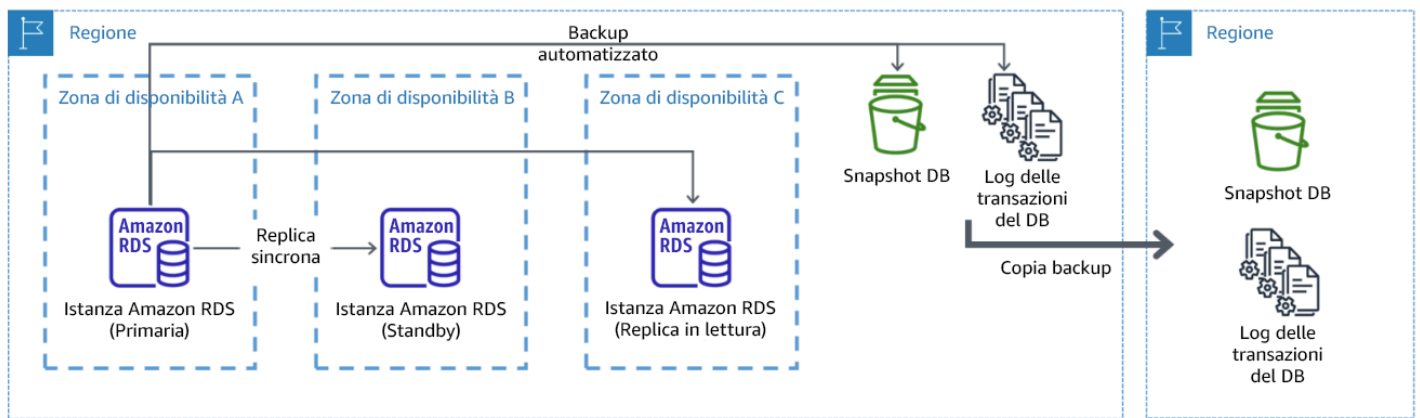 Regione
Backup
automatizzato
Regione
Zona di disponibilità A
Zona di disponibilità B
Zona di disponibilità C
Snapshot DB
Log delle
transazioni
del DB
Snapshot DB
Amazon
RDS
Replica
sincrona
Amazon
RDS
Amazon
RDS
Copia backup
Istanza Amazon RDS
(Primaria)
Istanza Amazon RDS
(Standby)
Istanza Amazon RDS
(Replica in lettura)
Log delle
transazioni
del DB